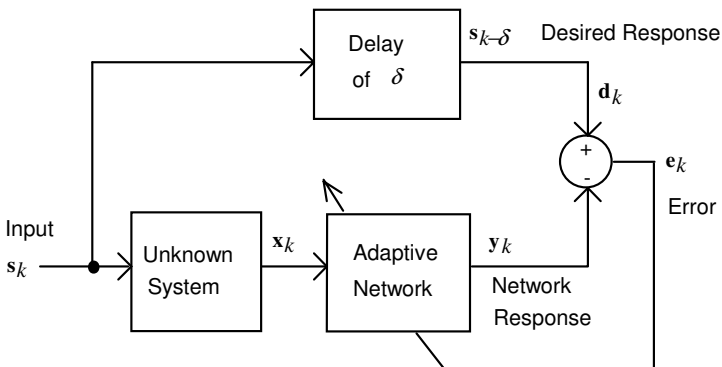 Delay
of δ
s_{k-δ}
Desired Response
d_k
+
-
e_k
Error
Input
s_k
Unknown
System
x_k
Adaptive
Network
y_k
Network
Response